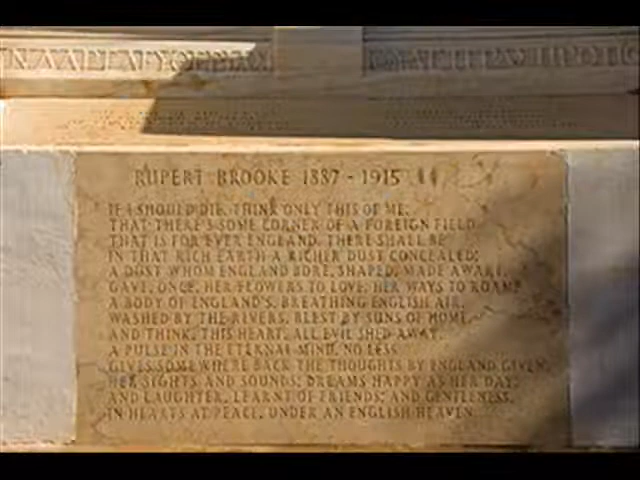 RUPERT BROOKE 1887 - 1915
IF I SHOULD DIE, THINK ONLY THIS OF ME,
THAT THERE'S SOME CORNER OF A FOREIGN FIELD
THAT IS FOR EVER ENGLAND. THERE SHALL BE
IN THAT RICH EARTH A RICHER DUST CONCEALED;
A DUST WHOM ENGLAND BORE, SHAPED, MADE AWARE,
GAVE, ONCE, HER FLOWERS TO LOVE, HER WAYS TO ROAM
A BODY OF ENGLAND'S, BREATHING ENGLISH AIR,
WASHED BY THE RIVERS, BLEST BY SUNS OF HOME.
AND THINK, THIS HEART, ALL EVIL SHED AWAY,
A PULSE IN THE ETERNAL MIND, NO LESS
GIVES SOMEWHERE BACK THE THOUGHTS BY ENGLAND GIVEN,
HER SIGHTS AND SOUNDS; DREAMS HAPPY AS HER DAY;
AND LAUGHTER, LEARNT OF FRIENDS; AND GENTLENESS,
IN HEARTS AT PEACE, UNDER AN ENGLISH HEAVEN.